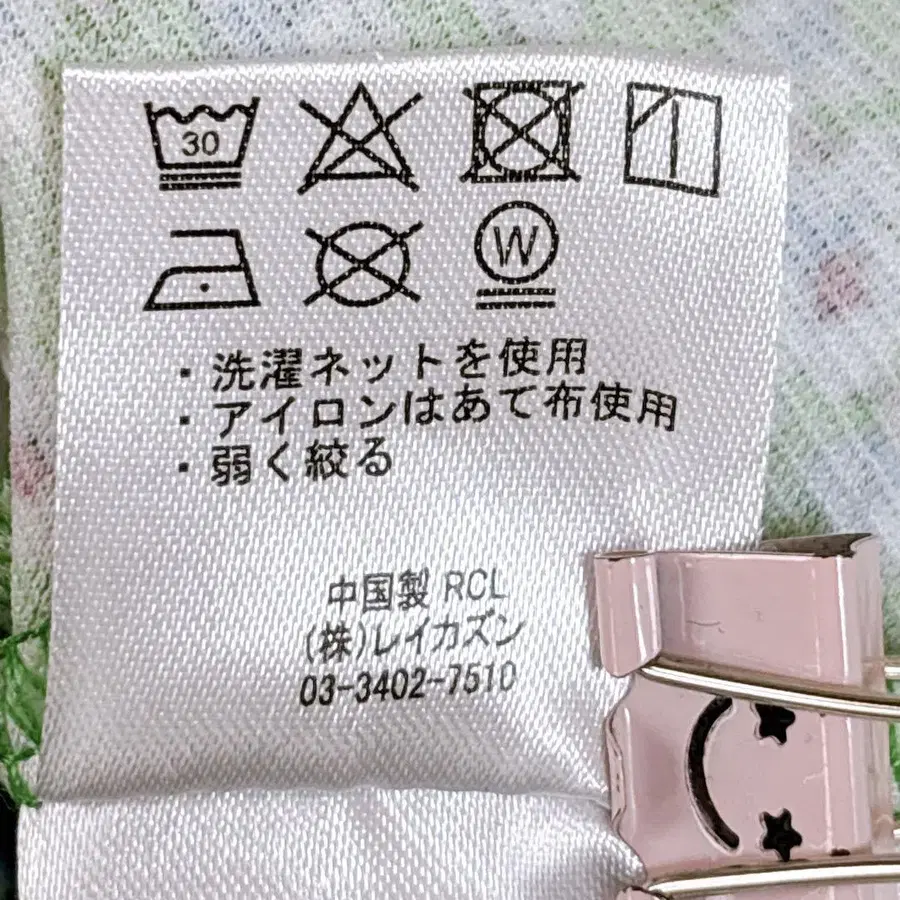 30
W
・洗濯ネットを使用
・アイロンはあて布使用
・弱く絞る
中国製 RCL
(株)レイカズン
03-3402-7510